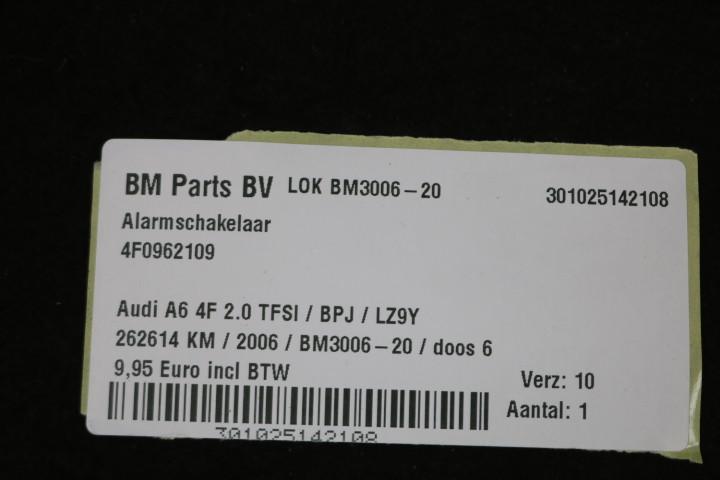 BM Parts BV LOK BM3006-20 301025142108
Alarmschakelaar
4F0962109
Audi A6 4F 2.0 TFSI / BPJ / LZ9Y
262614 KM / 2006 / BM3006-20 / doos 6
9,95 Euro incl BTW
Verz: 10
Aantal: 1
301025142108